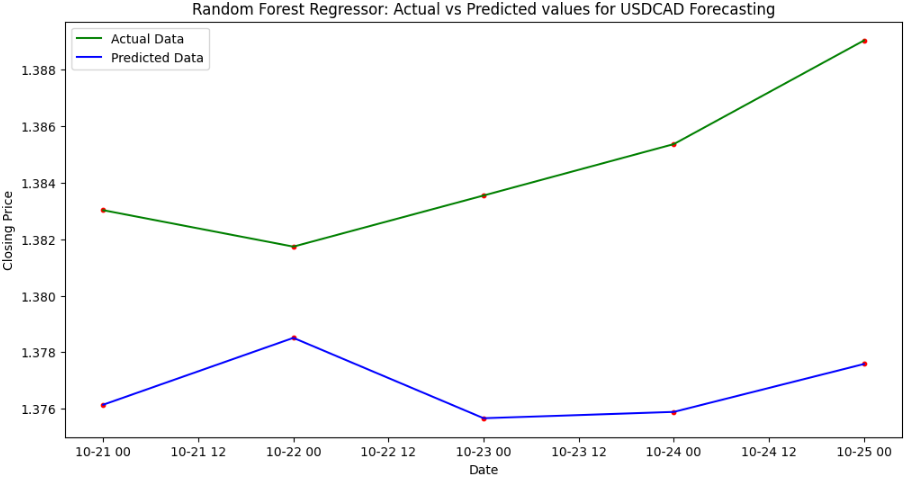 Random Forest Regressor: Actual vs Predicted values for USDCAD Forecasting
Actual Data
Predicted Data
Closing Price
1.388
1.386
1.384
1.382
1.380
1.378
1.376
10-21 00 10-21 12 10-22 00 10-22 12 10-23 00 10-23 12 10-24 00 10-24 12 10-25 00
Date